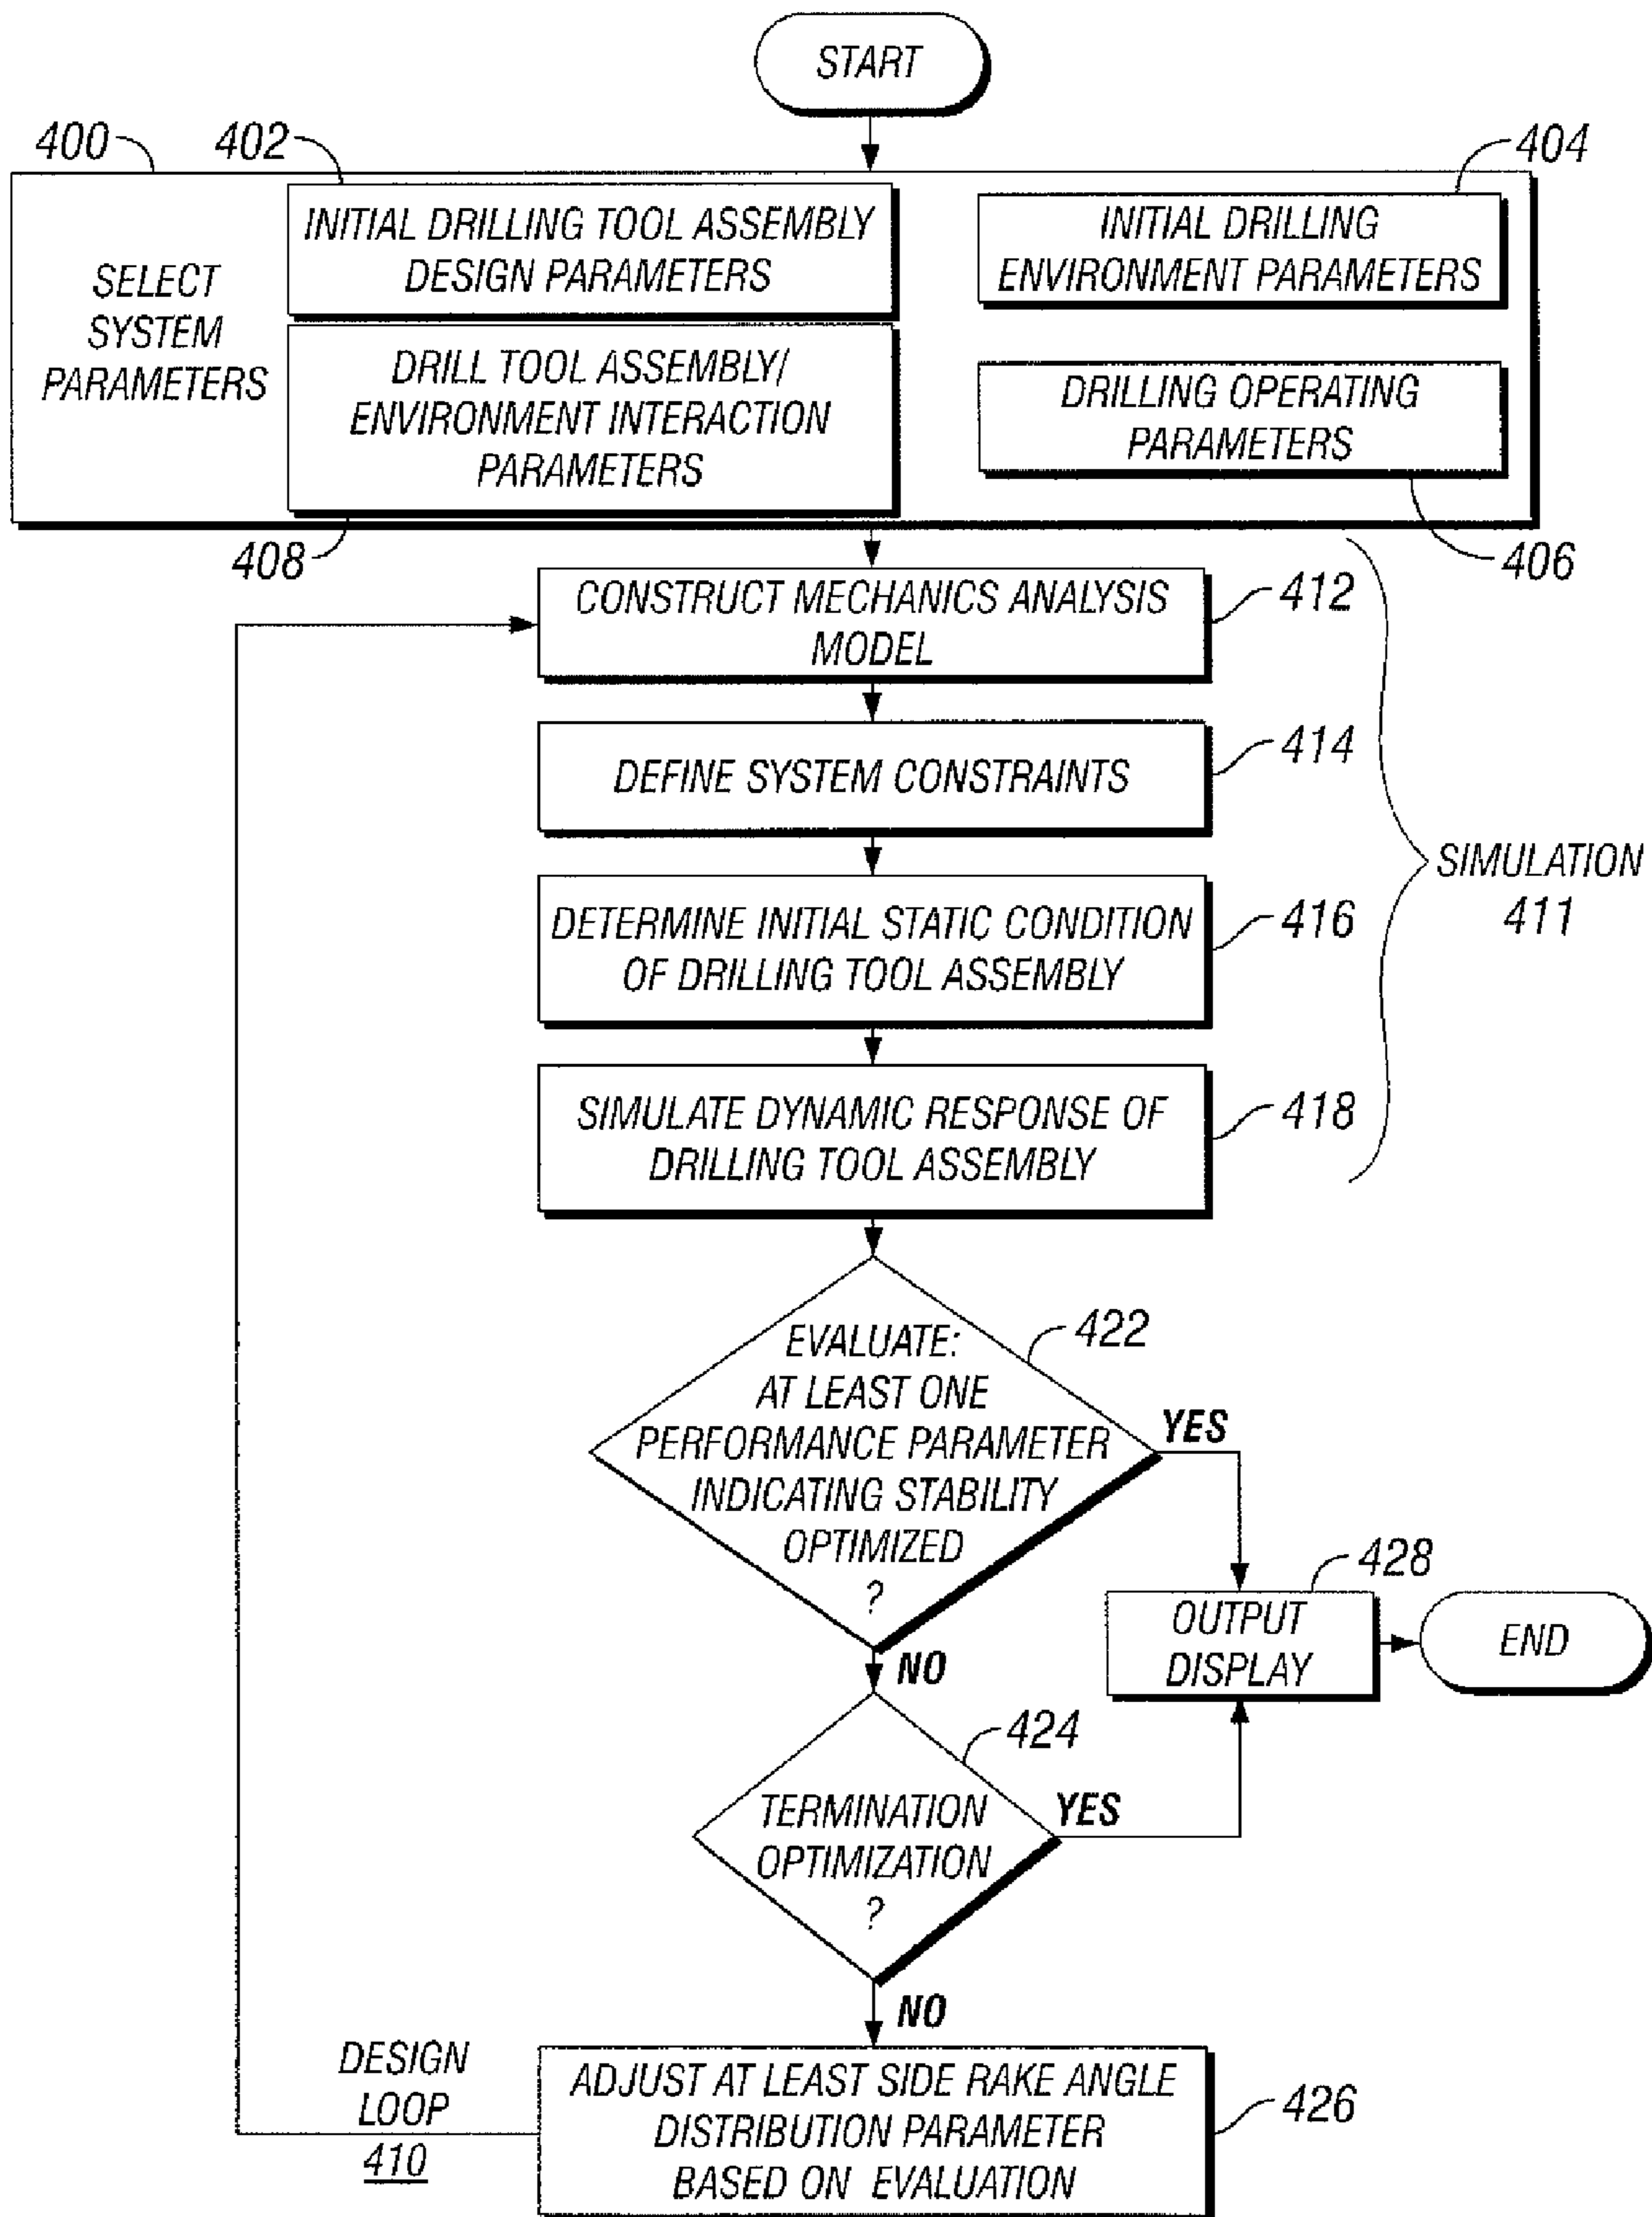 START
400
402
404
SELECT
SYSTEM
PARAMETERS
INITIAL DRILLING TOOL ASSEMBLY
DESIGN PARAMETERS
INITIAL DRILLING
ENVIRONMENT PARAMETERS
DRILL TOOL ASSEMBLY/
ENVIRONMENT INTERACTION
PARAMETERS
DRILLING OPERATING
PARAMETERS
408
406
CONSTRUCT MECHANICS ANALYSIS
MODEL
412
DEFINE SYSTEM CONSTRAINTS
414
DETERMINE INITIAL STATIC CONDITION
OF DRILLING TOOL ASSEMBLY
416
SIMULATION
411
SIMULATE DYNAMIC RESPONSE OF
DRILLING TOOL ASSEMBLY
418
EVALUATE:
AT LEAST ONE
PERFORMANCE PARAMETER
INDICATING STABILITY
OPTIMIZED
?
422
YES
NO
428
OUTPUT
DISPLAY
END
424
TERMINATION
OPTIMIZATION
?
YES
NO
DESIGN
LOOP
410
ADJUST AT LEAST SIDE RAKE ANGLE
DISTRIBUTION PARAMETER
BASED ON EVALUATION
426